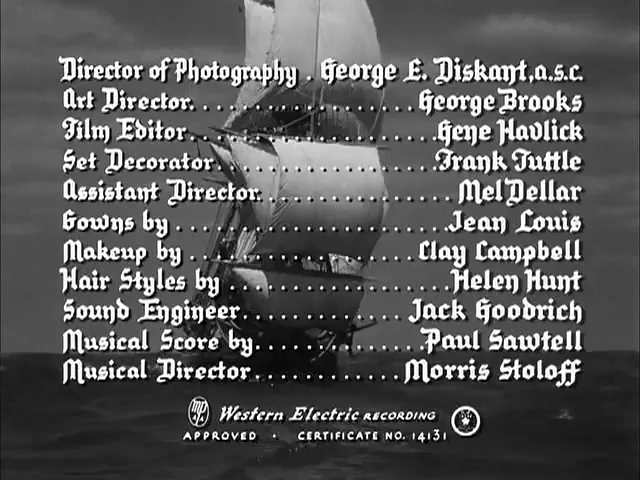 Director of Photography . George E. Diskant, a.s.c.
Art Director. . . . . . . . . . . . . . . . . George Brooks
Film Editor. . . . . . . . . . . . . . . . . . . Gene Havlick
Set Decorator. . . . . . . . . . . . . . . . Frank Tuttle
Assistant Director. . . . . . . . . . . . . . Mel Dellar
Gowns by . . . . . . . . . . . . . . . . . . . . Jean Louis
Makeup by . . . . . . . . . . . . . . . . . Clay Campbell
Hair Styles by . . . . . . . . . . . . . . . . Helen Hunt
Sound Engineer. . . . . . . . . . . . Jack Goodrich
Musical Score by. . . . . . . . . . . . Paul Sawtell
Musical Director. . . . . . . . . . . Morris Stoloff
Western Electric RECORDING
APPROVED · CERTIFICATE NO. 14131